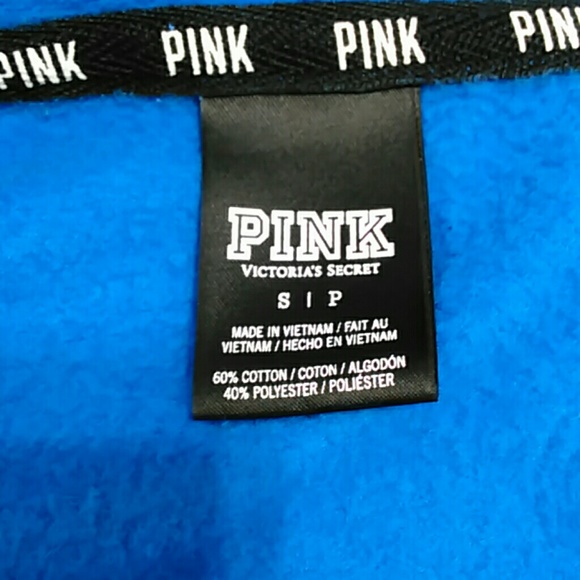 PINK PINK PINK PIN
PINK
VICTORIA'S SECRET
S | P
MADE IN VIETNAM / FAIT AU
VIETNAM / HECHO EN VIETNAM
60% COTTON / COTON / ALGODÓN
40% POLYESTER / POLIÉSTER